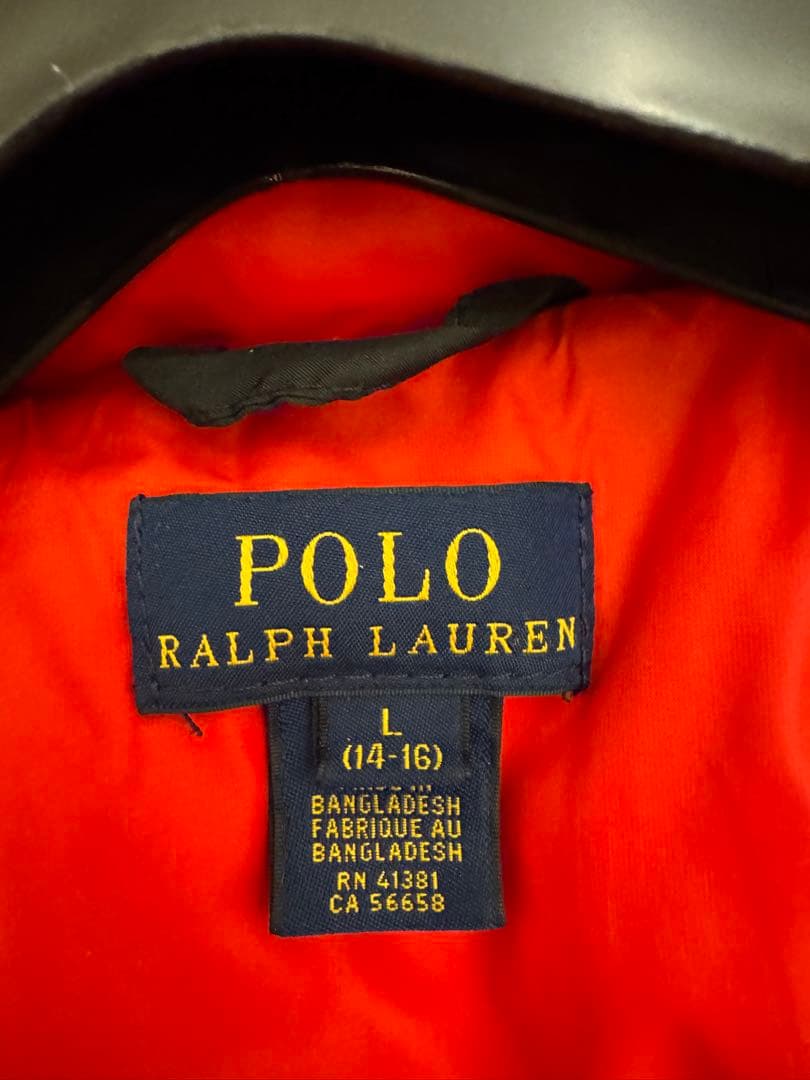 POLO
RALPH LAUREN
L
(14-16)
BANGLADESH
FABRIQUE AU
BANGLADESH
RN 41381
CA 56658